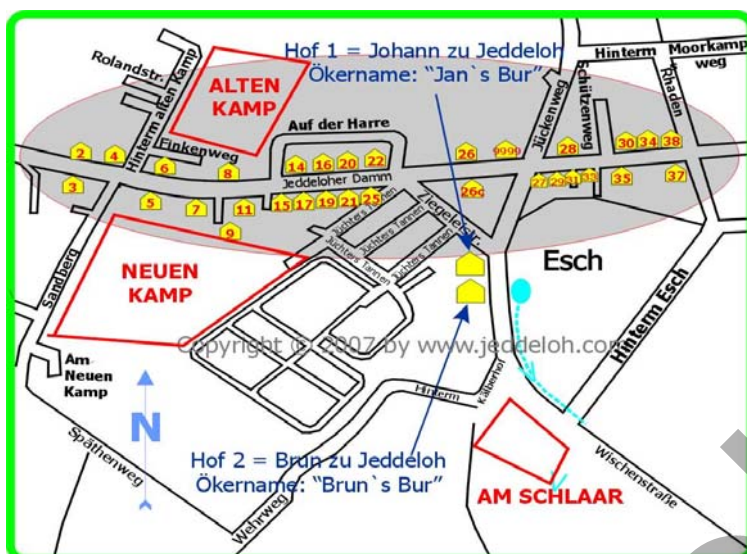 Hof 1 = Johann zu Jeddeloh
Ökername: "Jan`s Bur"
Hinterm
Moorkamp
weg
Rolandstr.
Hinterm alten Kamp
ALTEN
KAMP
Schützenweg
Rhaden
Jückenweg
Auf der Harre
Finkenweg
2
4
6
8
14
16
20
22
26
9999
28
30
34
38
Jeddeloher Damm
3
5
7
11
9
15
17
19
21
25
26c
27
29
31
33
35
37
Ziegeleistr.
Jüchters Tannen
Jüchters Tannen
Jüchters Tannen
Jüchters Tannen
Esch
Sandberg
NEUEN
KAMP
Hinterm Esch
Copyright © 2007 by www.jeddeloh.com
Am
Neuen
Kamp
N
Hinterm
Kälberhof
Späthenweg
Wehrweg
Hof 2 = Brun zu Jeddeloh
Ökername: "Brun`s Bur"
AM SCHLAAR
Wischenstraße